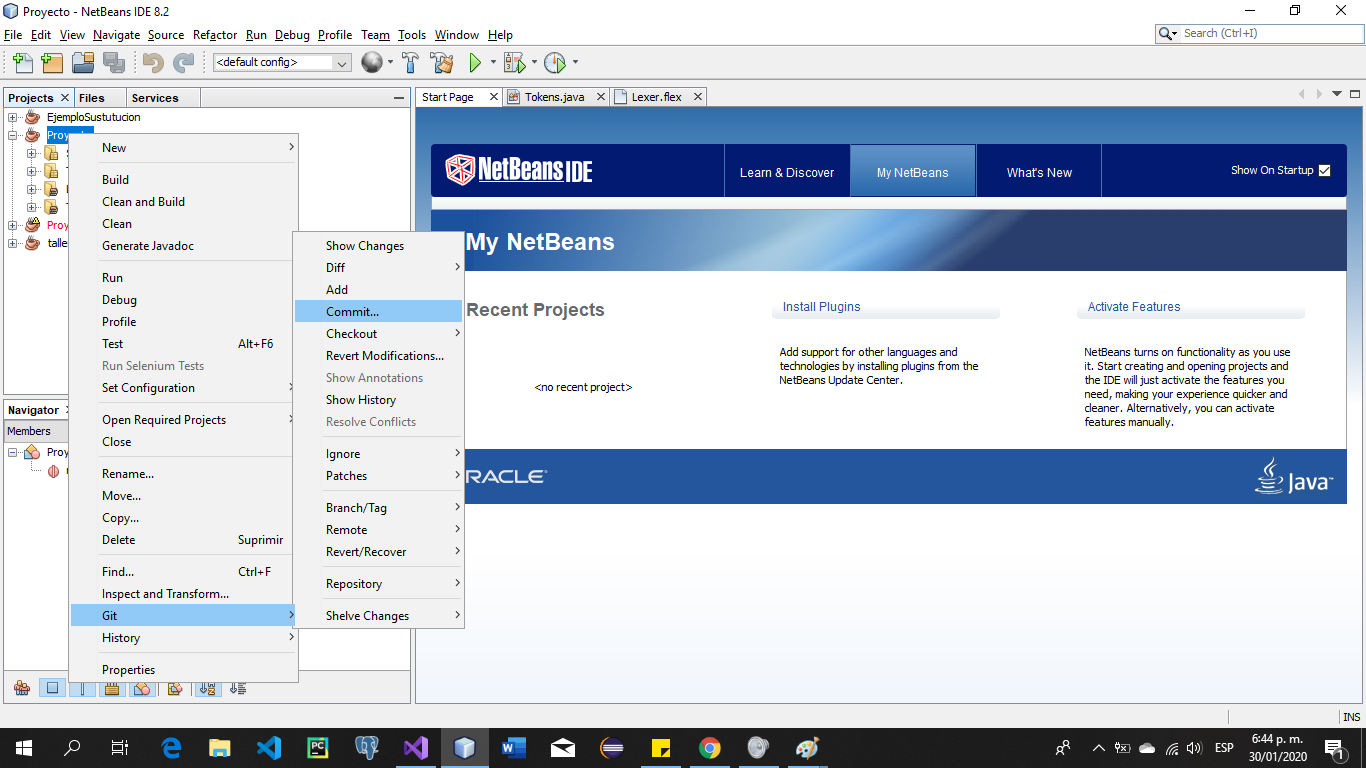 Proyecto - NetBeans IDE 8.2
File Edit View Navigate Source Refactor Run Debug Profile Team Tools Window Help
Search (Ctrl+I)
<default config>
Projects Files Services
EjemploSustutucion
Proy
talle
New
Build
Clean and Build
Clean
Generate Javadoc
Run
Debug
Profile
Test Alt+F6
Run Selenium Tests
Set Configuration
Open Required Projects
Close
Rename...
Move...
Copy...
Delete Suprimir
Find... Ctrl+F
Inspect and Transform...
Git
History
Properties
Show Changes
Diff
Add
Commit...
Checkout
Revert Modifications...
Show Annotations
Show History
Resolve Conflicts
Ignore
Patches
Branch/Tag
Remote
Revert/Recover
Repository
Shelve Changes
Navigator
Members
Proy
Start Page Tokens.java Lexer.flex
NetBeans IDE
Learn & Discover My NetBeans What's New Show On Startup
My NetBeans
Recent Projects
<no recent project>
Install Plugins
Add support for other languages and
technologies by installing plugins from the
NetBeans Update Center.
Activate Features
NetBeans turns on functionality as you use
it. Start creating and opening projects and
the IDE will just activate the features you
need, making your experience quicker and
cleaner. Alternatively, you can activate
features manually.
RACLE
Java
INS
ESP
6:44 p. m.
30/01/2020
1